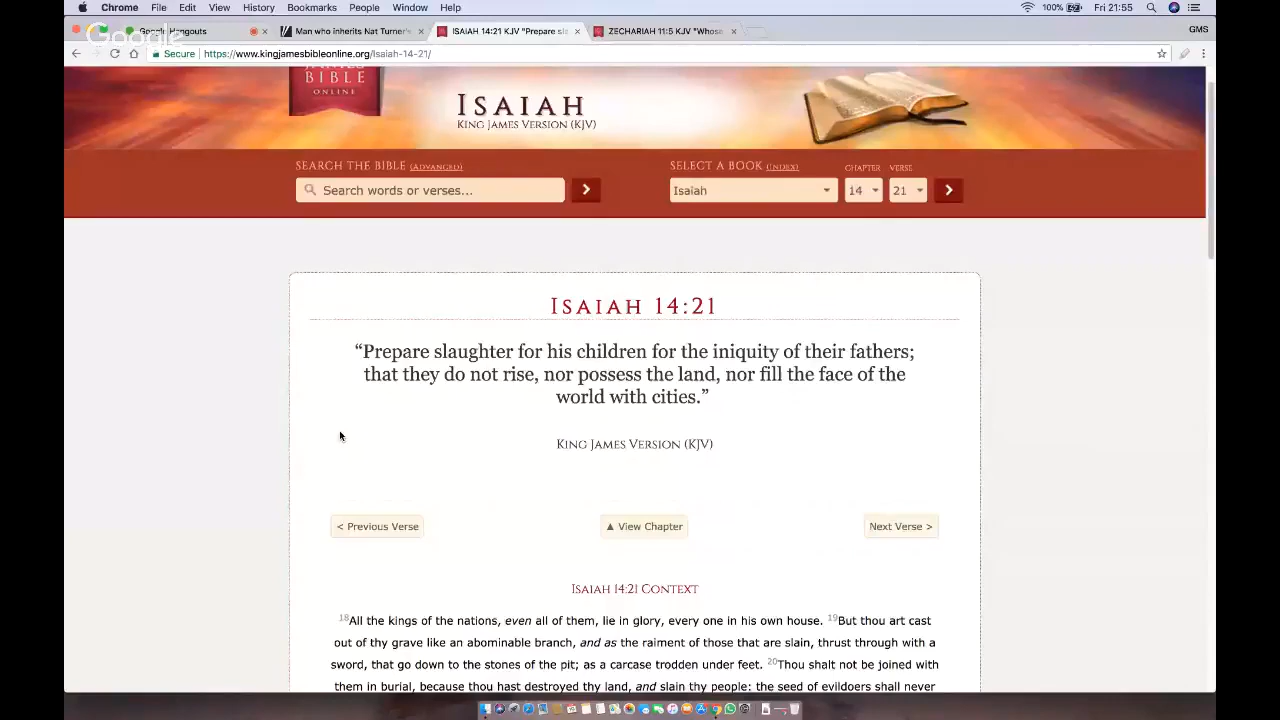 Chrome File Edit View History Bookmarks People Window Help 100% Fri 21:55
Google
Google Hangouts Man who inherits Nat Turner's ISAIAH 14:21 KJV "Prepare sla ZECHARIAH 11:5 KJV "Whose GMS
Secure https://www.kingjamesbibleonline.org/Isaiah-14-21/
BIBLE
ONLINE
ISAIAH
KING JAMES VERSION (KJV)
SEARCH THE BIBLE (ADVANCED) SELECT A BOOK (INDEX) CHAPTER VERSE
Search words or verses... > Isaiah 14 21 >
ISAIAH 14:21
“Prepare slaughter for his children for the iniquity of their fathers;
that they do not rise, nor possess the land, nor fill the face of the
world with cities.”
KING JAMES VERSION (KJV)
< Previous Verse ▲ View Chapter Next Verse >
ISAIAH 14:21 CONTEXT
18All the kings of the nations, even all of them, lie in glory, every one in his own house. 19But thou art cast
out of thy grave like an abominable branch, and as the raiment of those that are slain, thrust through with a
sword, that go down to the stones of the pit; as a carcase trodden under feet. 20Thou shalt not be joined with
them in burial, because thou hast destroyed thy land, and slain thy people: the seed of evildoers shall never